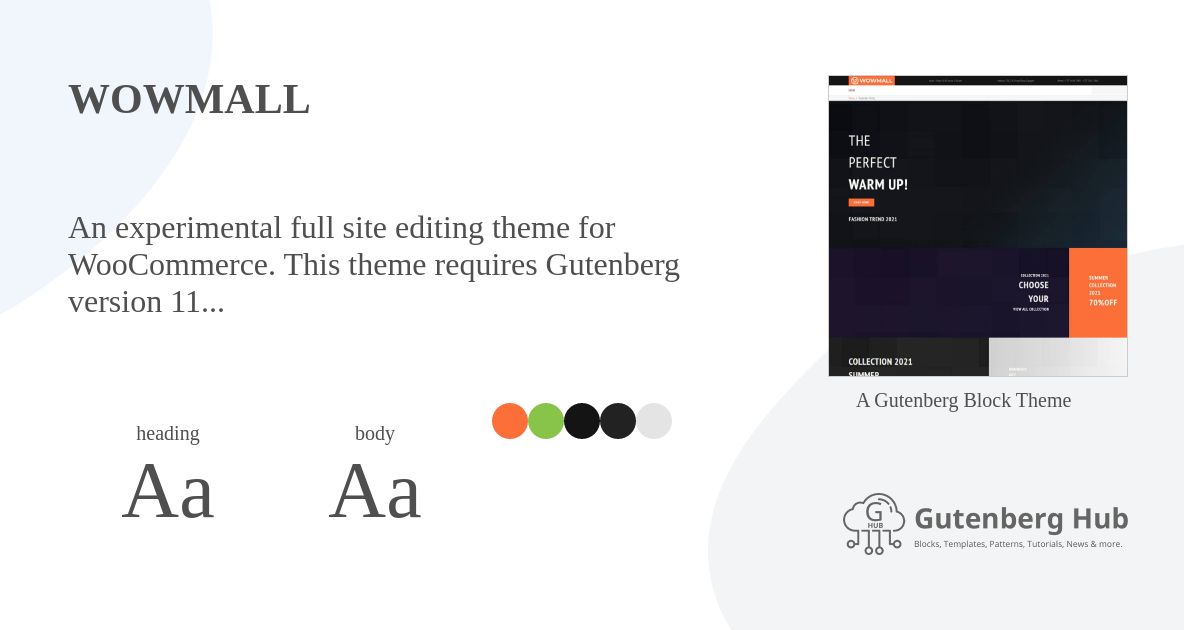 WOWMALL
An experimental full site editing theme for
WooCommerce. This theme requires Gutenberg
version 11...
heading
Aa
body
Aa
WOWMALL
THE
PERFECT
WARM UP!
FASHION TREND 2021
COLLECTION 2021
CHOOSE
YOUR
VIEW ALL COLLECTION
SUMMER
COLLECTION
2021
70%OFF
COLLECTION 2021
SUMMER
A Gutenberg Block Theme
G
HUB
Gutenberg Hub
Blocks, Templates, Patterns, Tutorials, News & more.